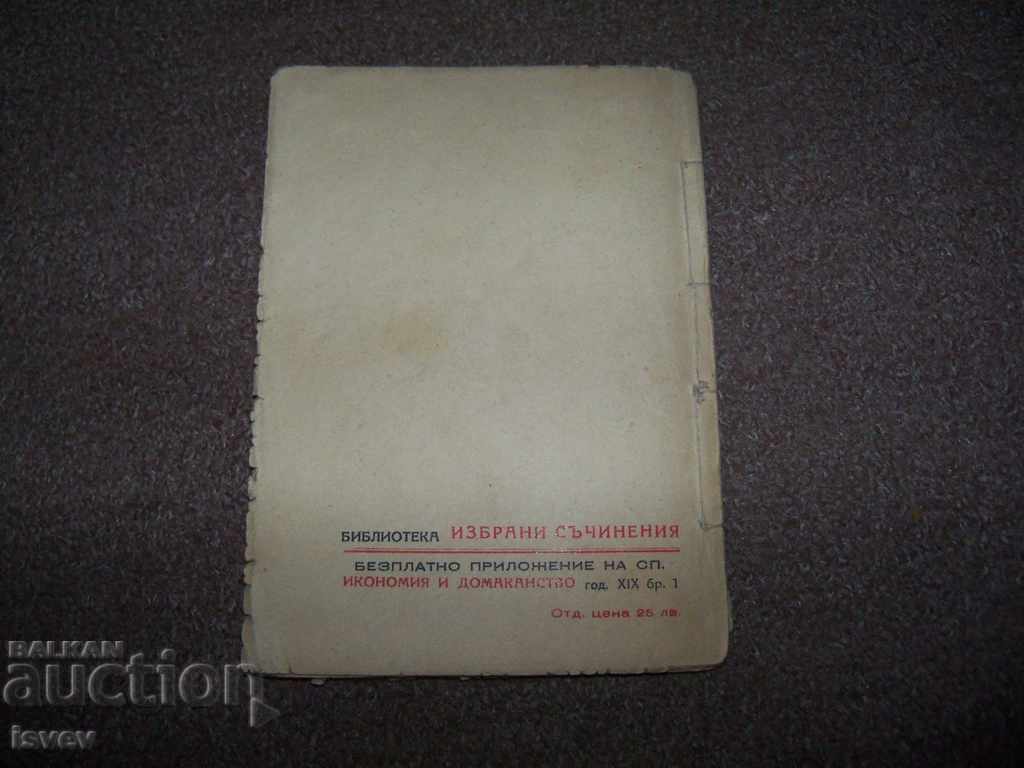 БИБЛИОТЕКА ИЗБРАНИ СЪЧИНЕНИЯ
БЕЗПЛАТНО ПРИЛОЖЕНИЕ НА СП.
ИКОНОМИЯ И ДОМАКАНСТВО год. XIX бр. 1
Отд. цена 25 лв.
BALKAN
auction
isvev